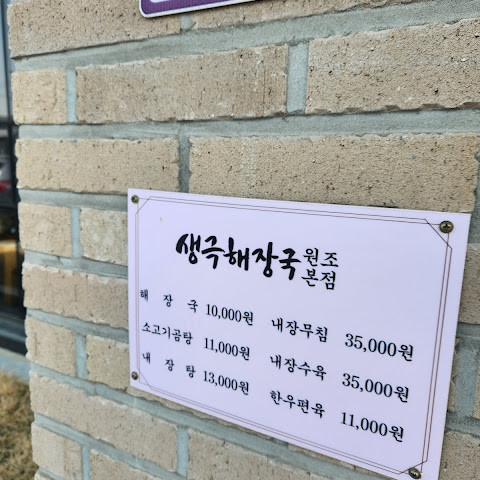 생극해장국 원조 본점
해 장 국 10,000원 내장무침 35,000원
소고기곰탕 11,000원 내장수육 35,000원
내 장 탕 13,000원 한우편육 11,000원